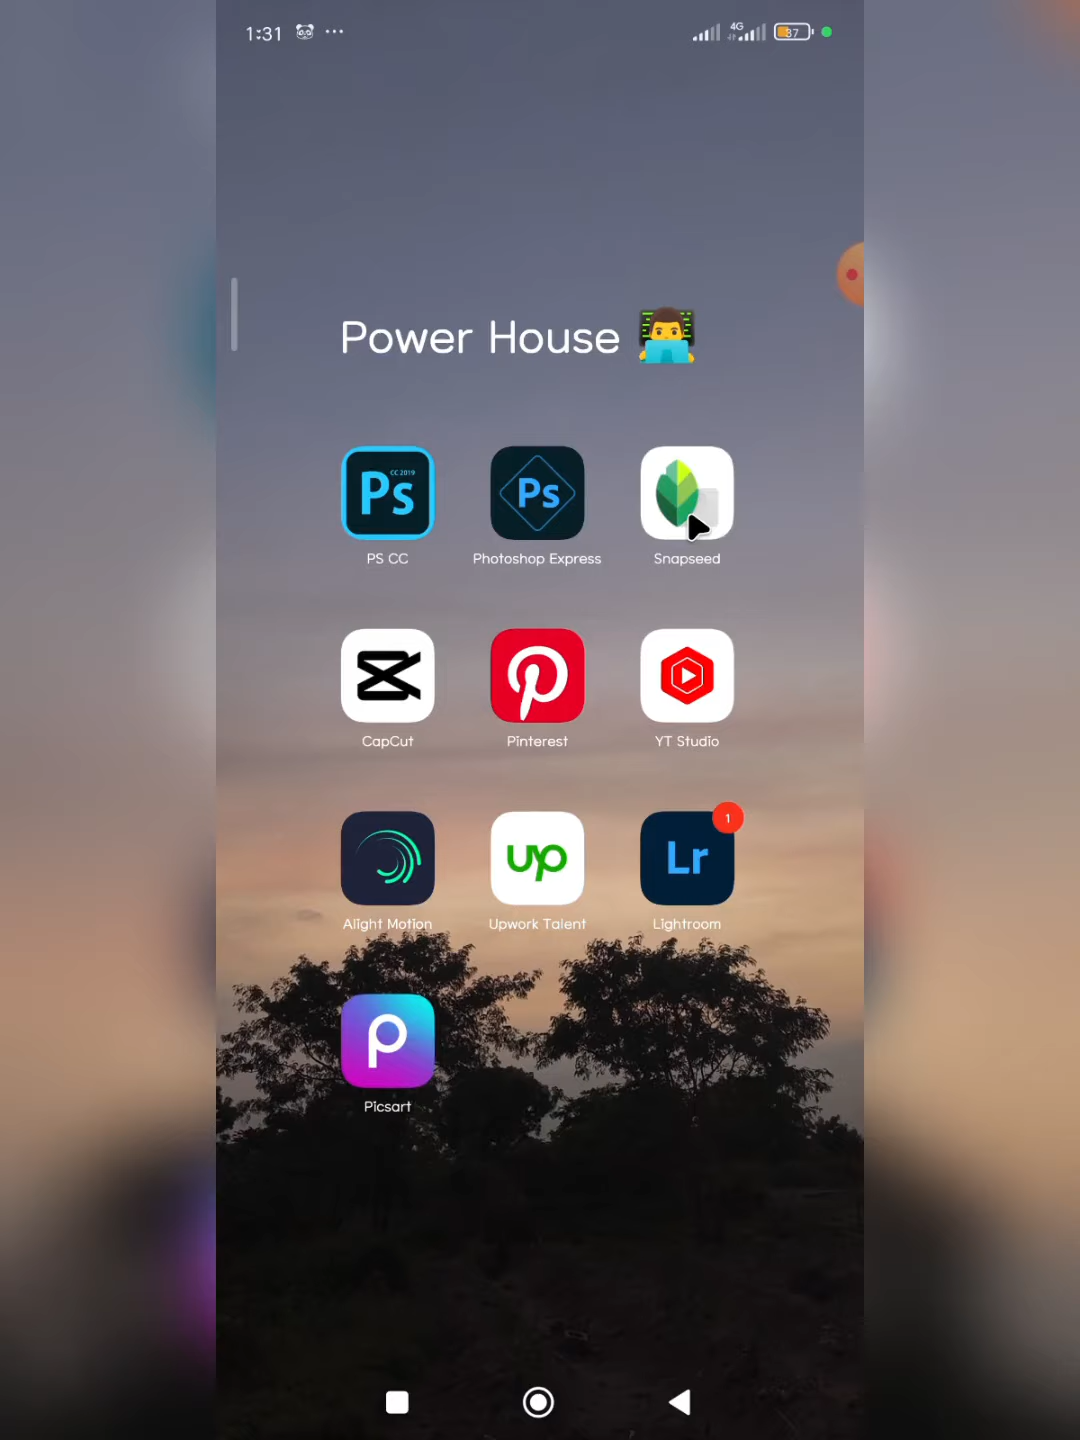 1:31 ... 4G 37
Power House
Ps CC 2019
Ps
PS CC
Photoshop Express
Snapseed
CapCut
Pinterest
YT Studio
up
Lr
1
Alight Motion
Upwork Talent
Lightroom
Picsart